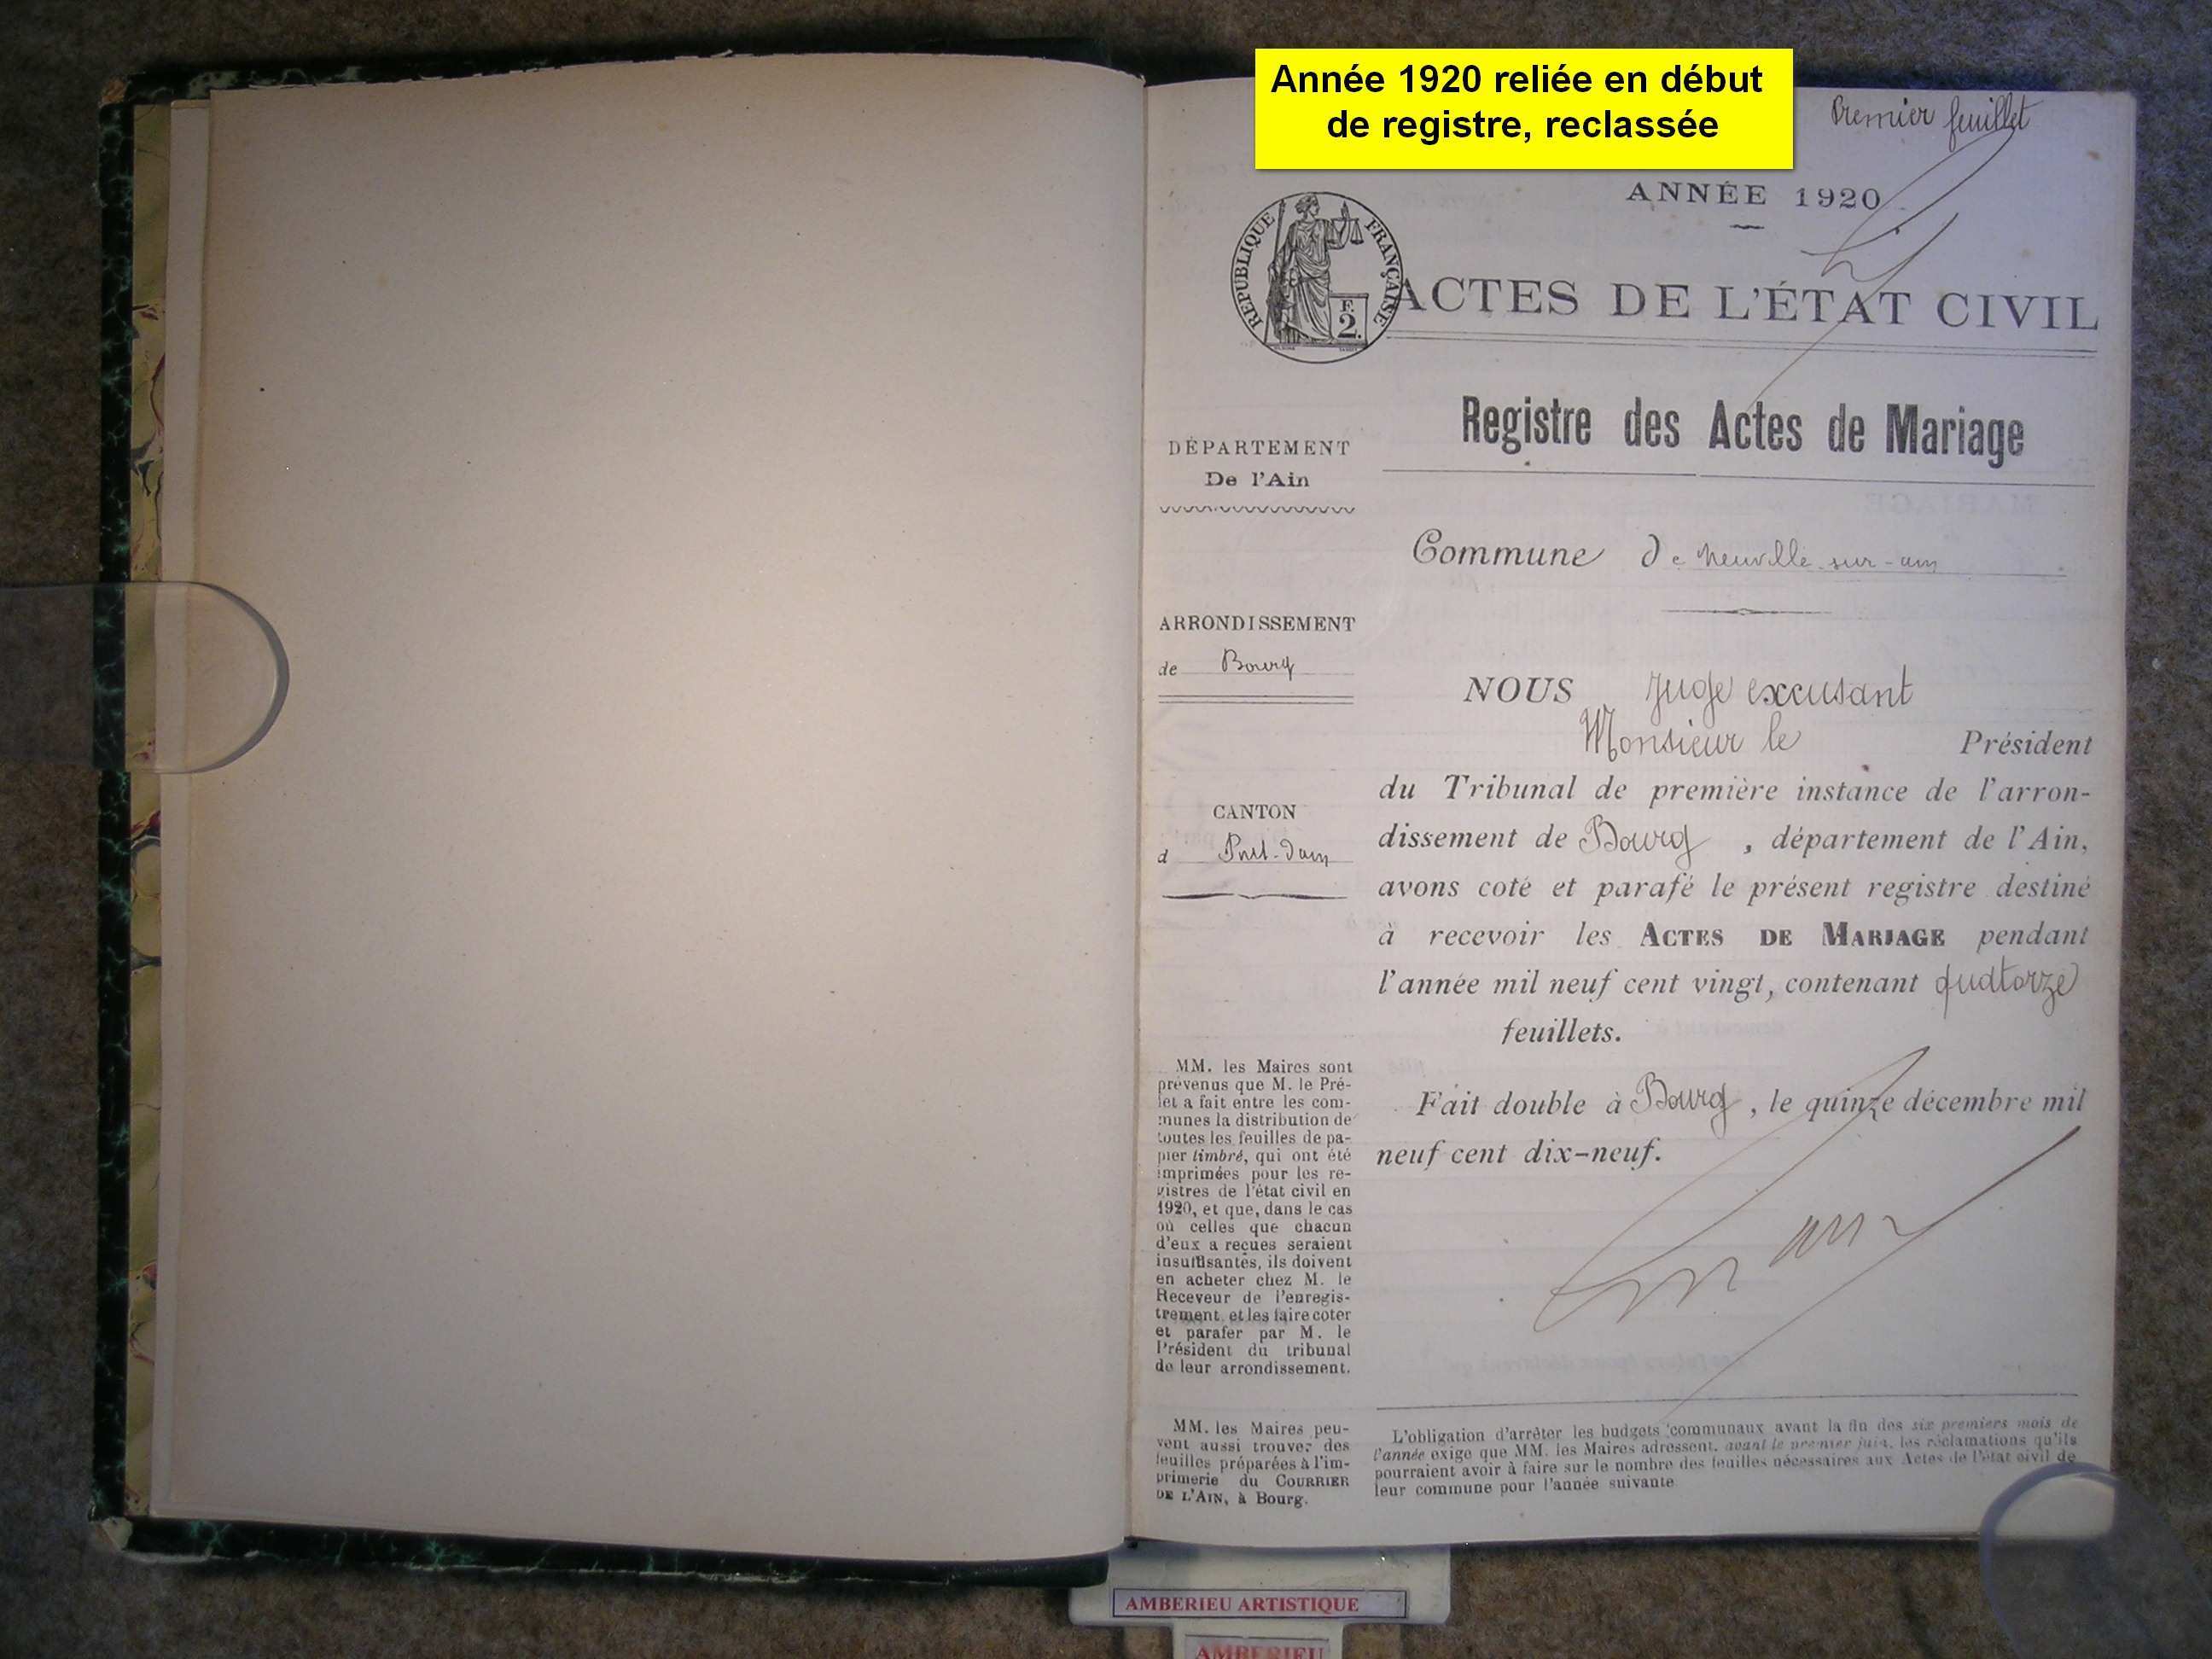 Année 1920 reliée en début
de registre, reclassée
Premier feuillet
ANNÉE 1920
RÉPUBLIQUE FRANÇAISE
F.
2.
ACTES DE L'ÉTAT CIVIL
Registre des Actes de Mariage
DÉPARTEMENT
De l'Ain
Commune de Neuville-sur-ain
ARRONDISSEMENT
de Bourg
CANTON
d Pont-d'ain
NOUS Juge excusant
Monsieur le Président
du Tribunal de première instance de l'arron-
dissement de Bourg, département de l'Ain,
avons coté et parafé le présent registre destiné
à recevoir les ACTES DE MARIAGE pendant
l'année mil neuf cent vingt, contenant quatorze
feuillets.
Fait double à Bourg, le quinze décembre mil
neuf cent dix-neuf.
MM. les Maires sont
prévenus que M. le Pré-
fet a fait entre les com-
munes la distribution de
toutes les feuilles de pa-
pier timbré, qui ont été
imprimées pour les re-
gistres de l'état civil en
1920, et que, dans le cas
où celles que chacun
d'eux a reçues seraient
insuffisantes, ils doivent
en acheter chez M. le
Receveur de l'enregis-
trement et les faire coter
et parafer par M. le
Président du tribunal
de leur arrondissement.
MM. les Maires peu-
vent aussi trouver des
feuilles préparées à l'im-
primerie du COURRIER
DE L'AIN, à Bourg.
L'obligation d'arrêter les budgets communaux avant la fin des six premiers mois de
l'année exige que MM. les Maires adressent, avant le premier juin, les réclamations qu'ils
pourraient avoir à faire sur le nombre des feuilles nécessaires aux Actes de l'état civil de
leur commune pour l'année suivante
AMBERIEU ARTISTIQUE
AMBERIEU